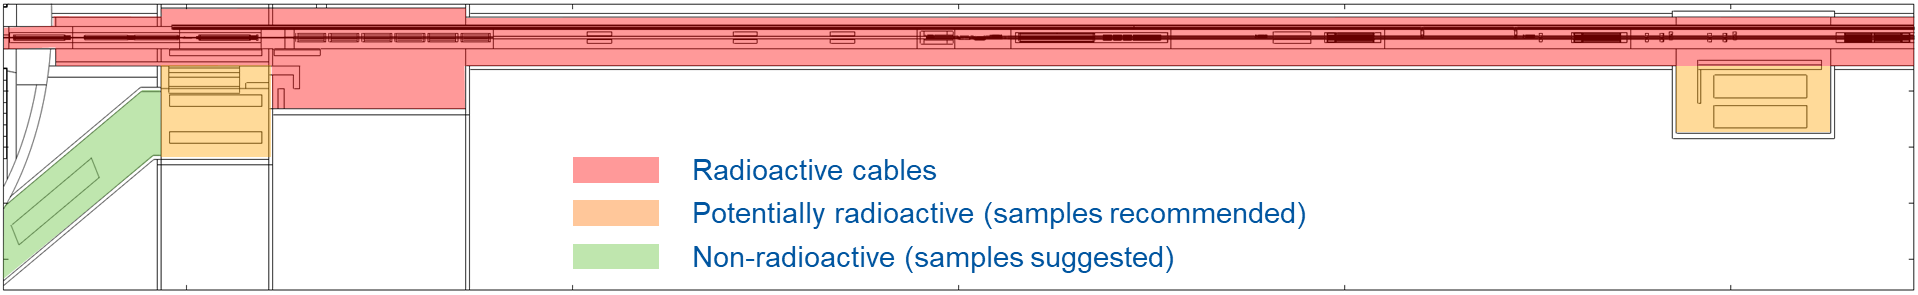 Radioactive cables
Potentially radioactive (samples recommended)
Non-radioactive (samples suggested)